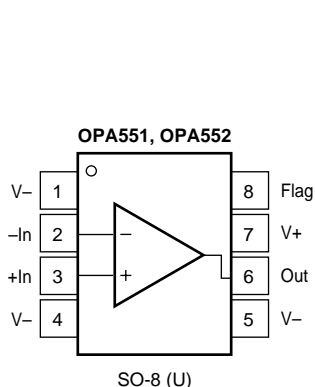 OPA551, OPA552
V– 1 8 Flag
–In 2 – 7 V+
+In 3 + 6 Out
V– 4 5 V–
SO-8 (U)